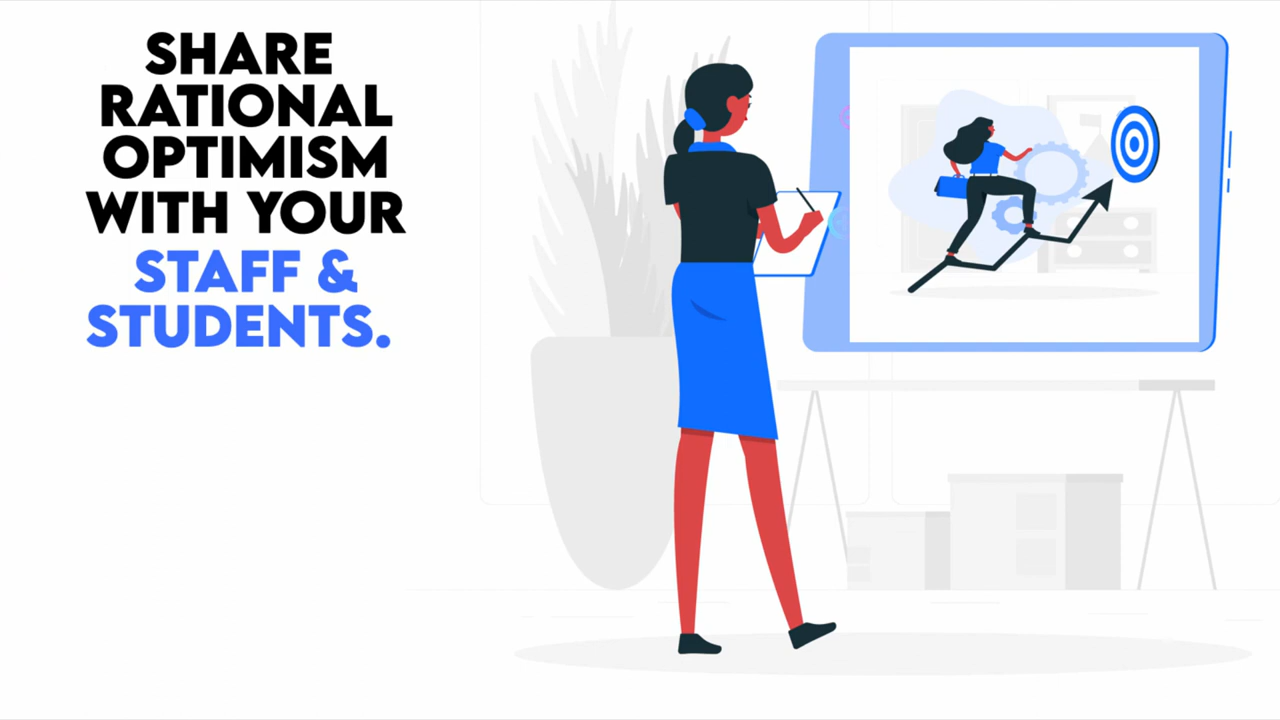 SHARE
RATIONAL
OPTIMISM
WITH YOUR
STAFF &
STUDENTS.